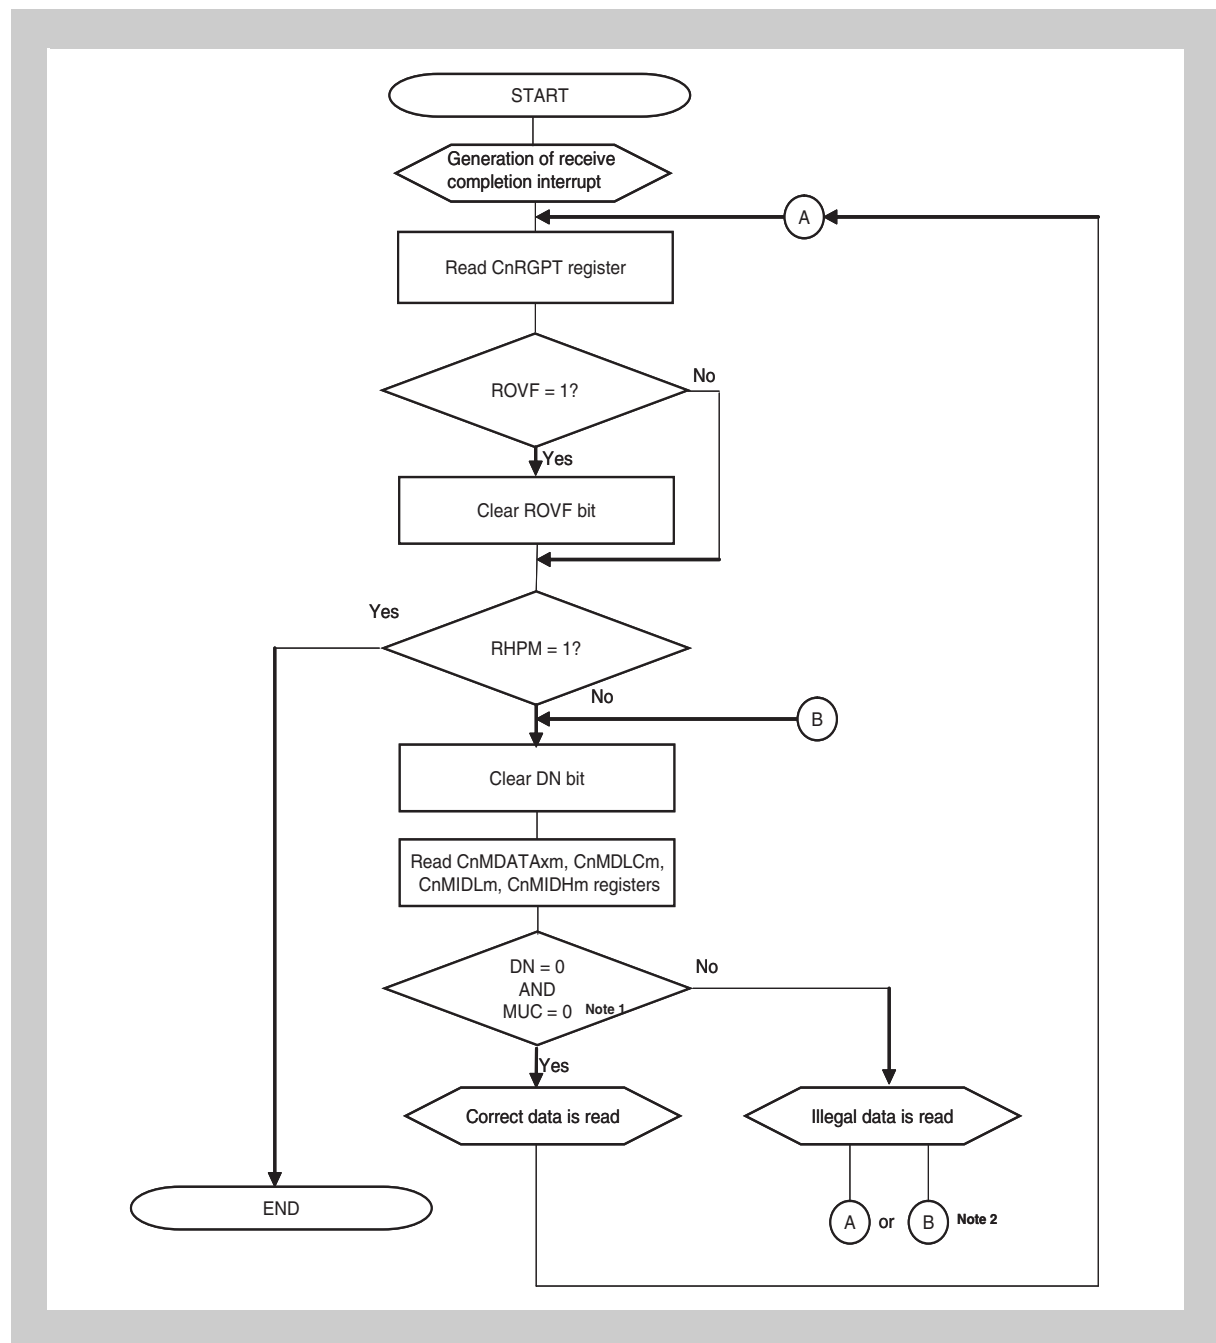 START
Generation of receive
completion interrupt
A
Read CnRGPT register
ROVF = 1?
No
Yes
Clear ROVF bit
Yes
RHPM = 1?
No
B
Clear DN bit
Read CnMDATAxm, CnMDLCm,
CnMIDLm, CnMIDHm registers
DN = 0
AND
MUC = 0 Note 1
No
Yes
Correct data is read
Illegal data is read
END
A or B Note 2